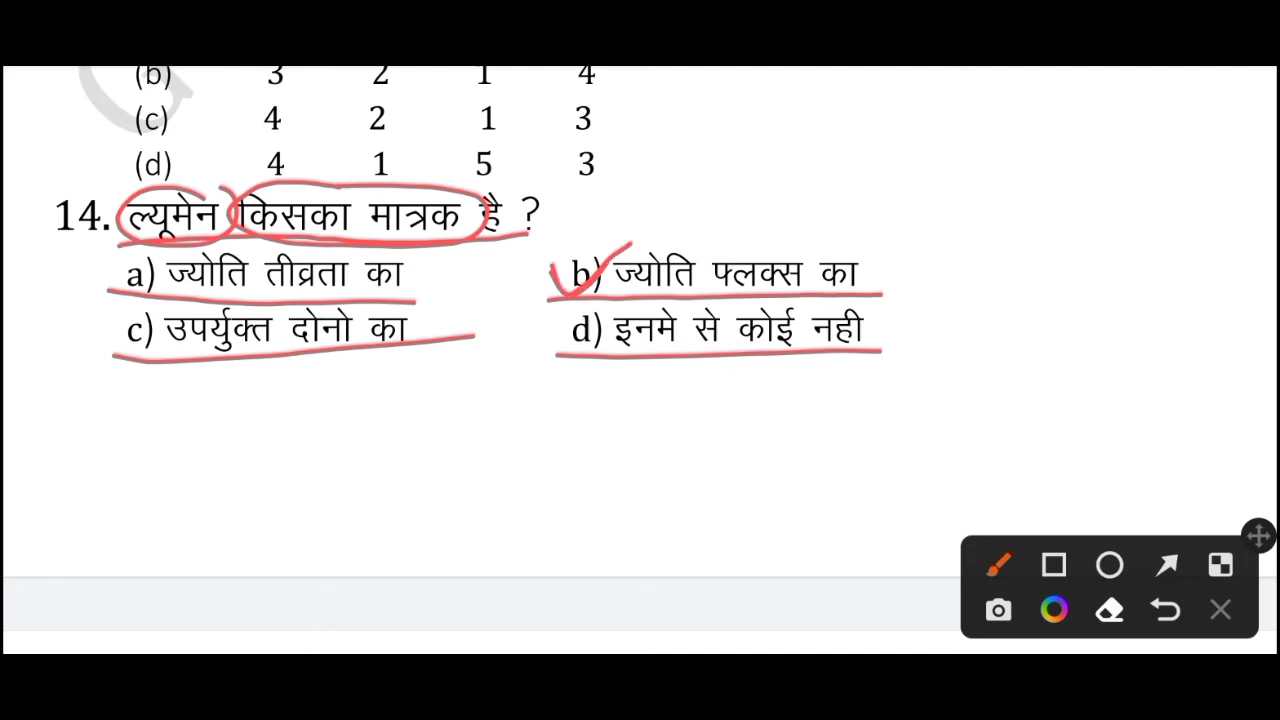 (b) 3 2 1 4
(c) 4 2 1 3
(d) 4 1 5 3
14. ल्यूमेन किसका मात्रक है ?
a) ज्योति तीव्रता का b) ज्योति फ्लक्स का
c) उपर्युक्त दोनो का d) इनमे से कोई नही